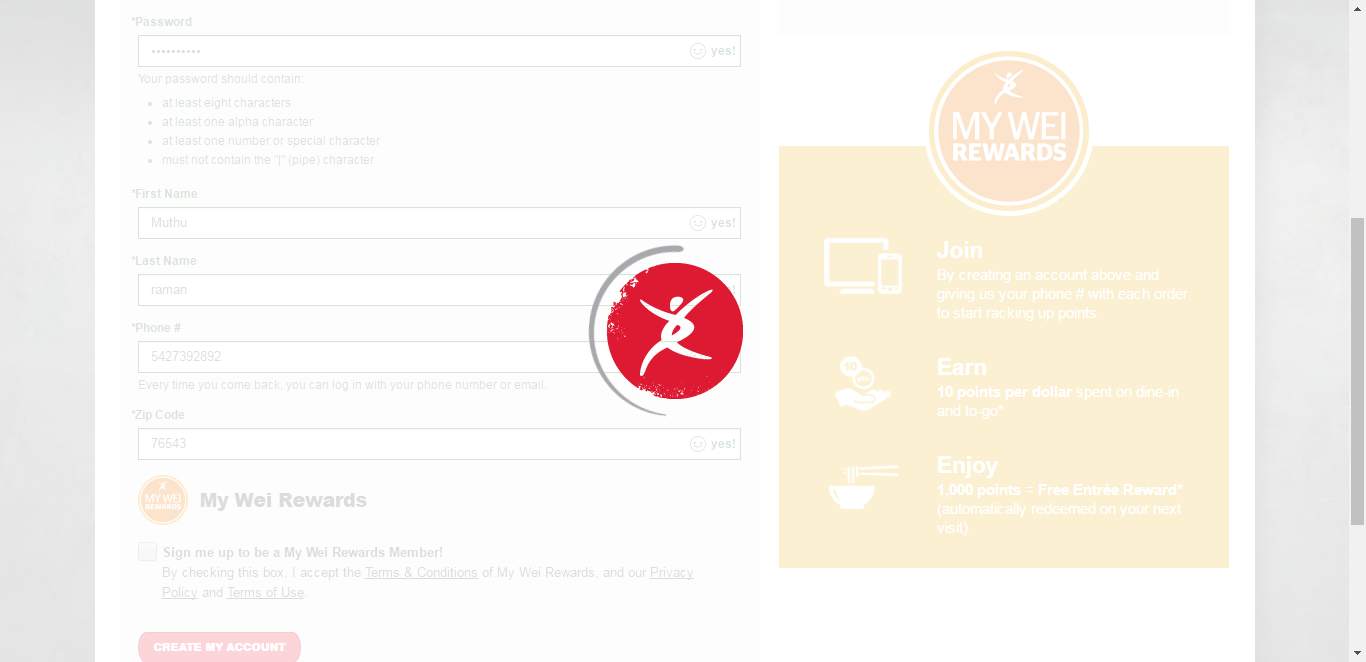 *Password
••••••••••
yes!
Your password should contain:
at least eight characters
at least one alpha character
at least one number or special character
must not contain the "|" (pipe) character
*First Name
Muthu
yes!
*Last Name
raman
*Phone #
5427392892
Every time you come back, you can log in with your phone number or email.
*Zip Code
76543
yes!
MY WEI
REWARDS
My Wei Rewards
Sign me up to be a My Wei Rewards Member!
By checking this box, I accept the Terms & Conditions of My Wei Rewards, and our Privacy
Policy and Terms of Use.
CREATE MY ACCOUNT
MY WEI
REWARDS
Join
By creating an account above and
giving us your phone # with each order
to start racking up points.
Earn
10 points per dollar spent on dine-in
and to-go*
Enjoy
1,000 points = Free Entrée Reward*
(automatically redeemed on your next
visit).